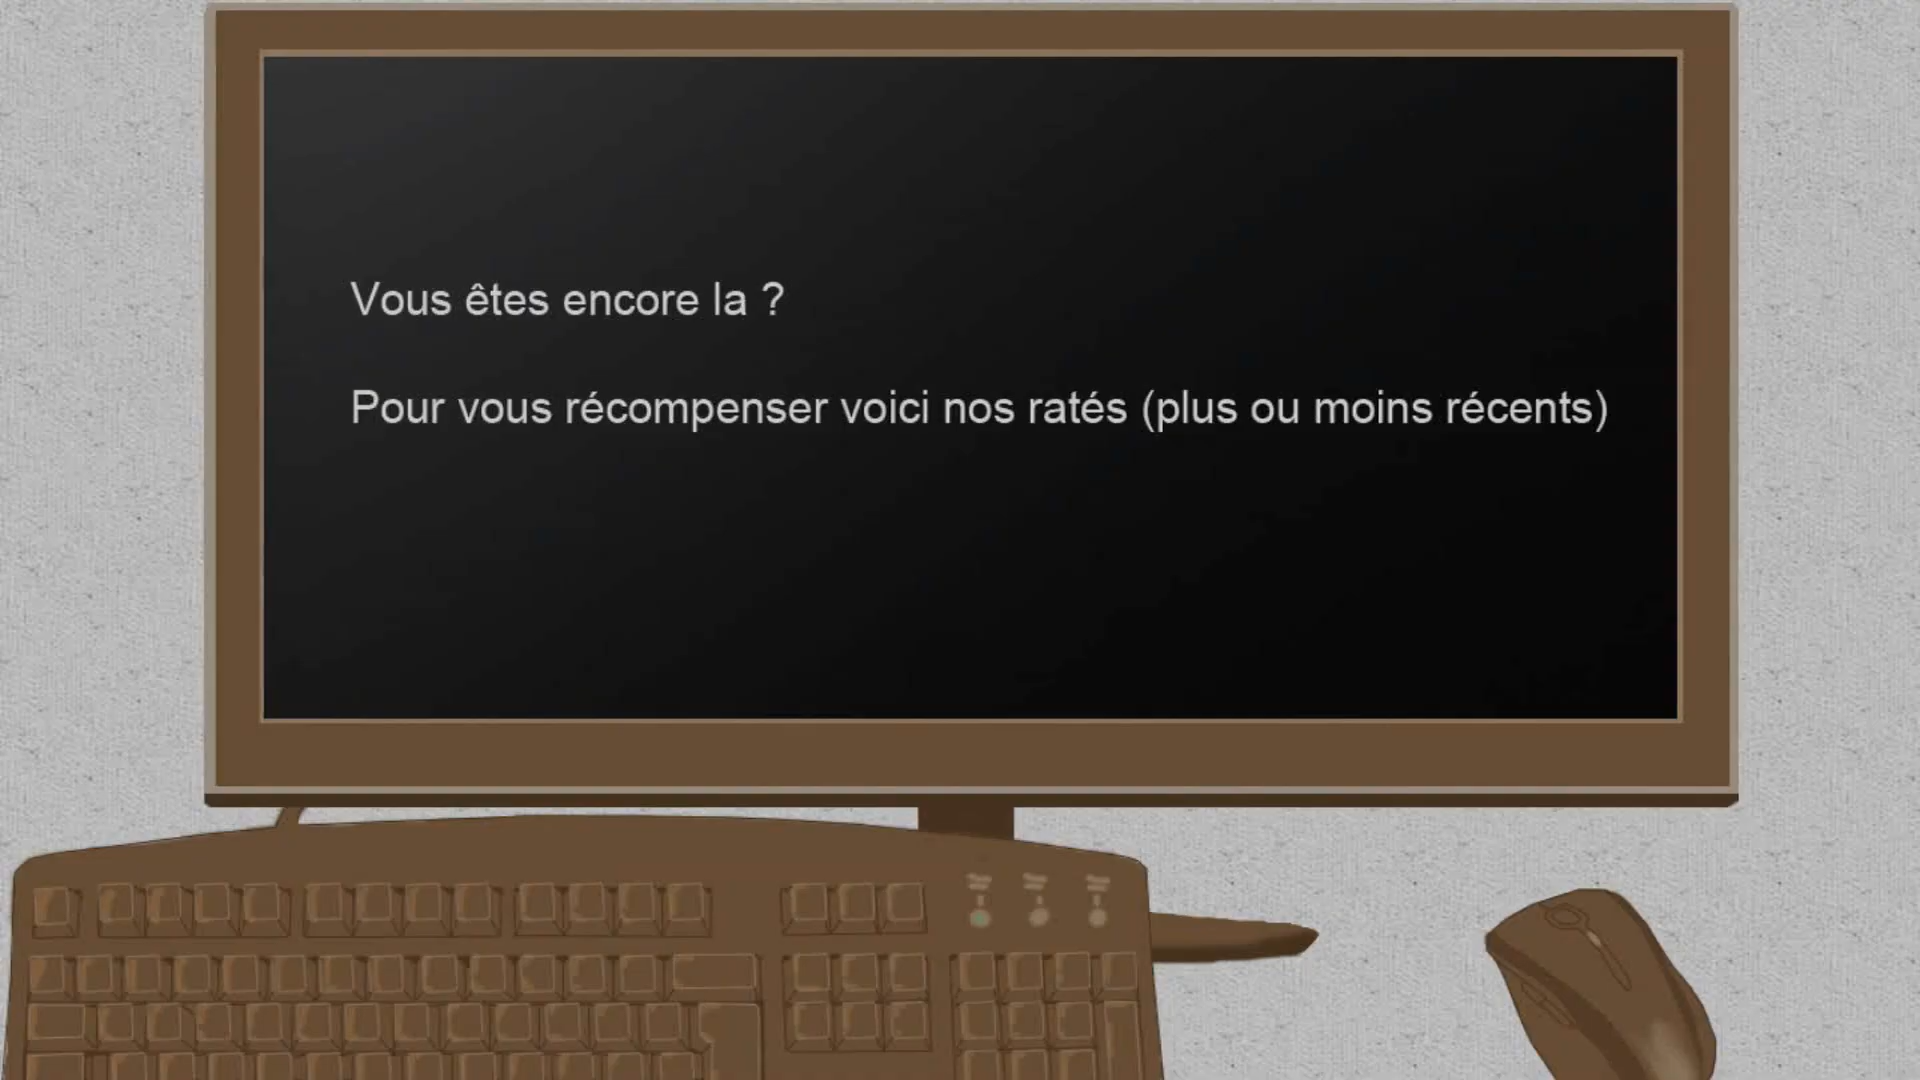 Vous êtes encore la ?
Pour vous récompenser voici nos ratés (plus ou moins récents)